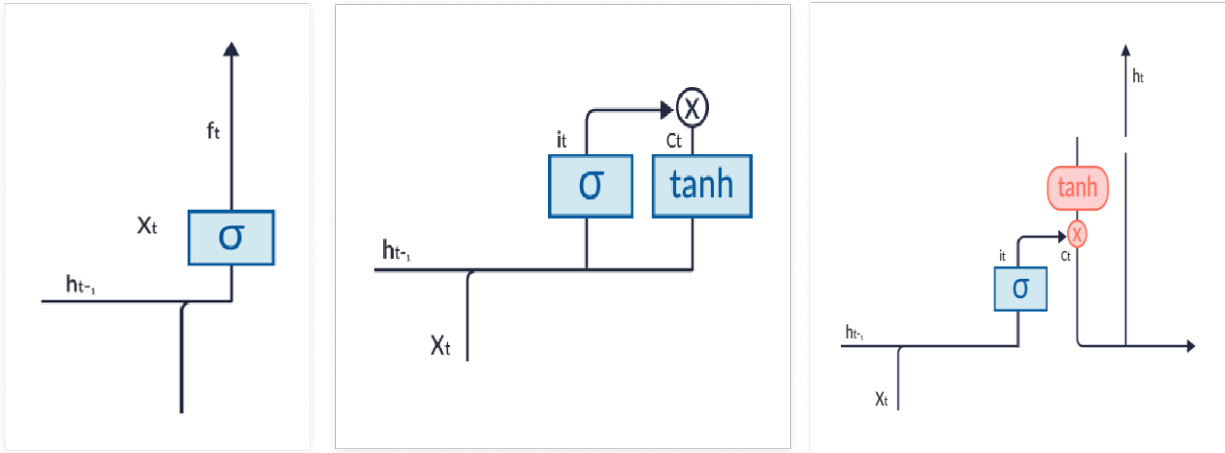 fₜ
Xₜ
σ
hₜ₋₁
X
iₜ
Cₜ
σ
tanh
hₜ₋₁
Xₜ
hₜ
tanh
X
iₜ
Cₜ
σ
hₜ₋₁
Xₜ